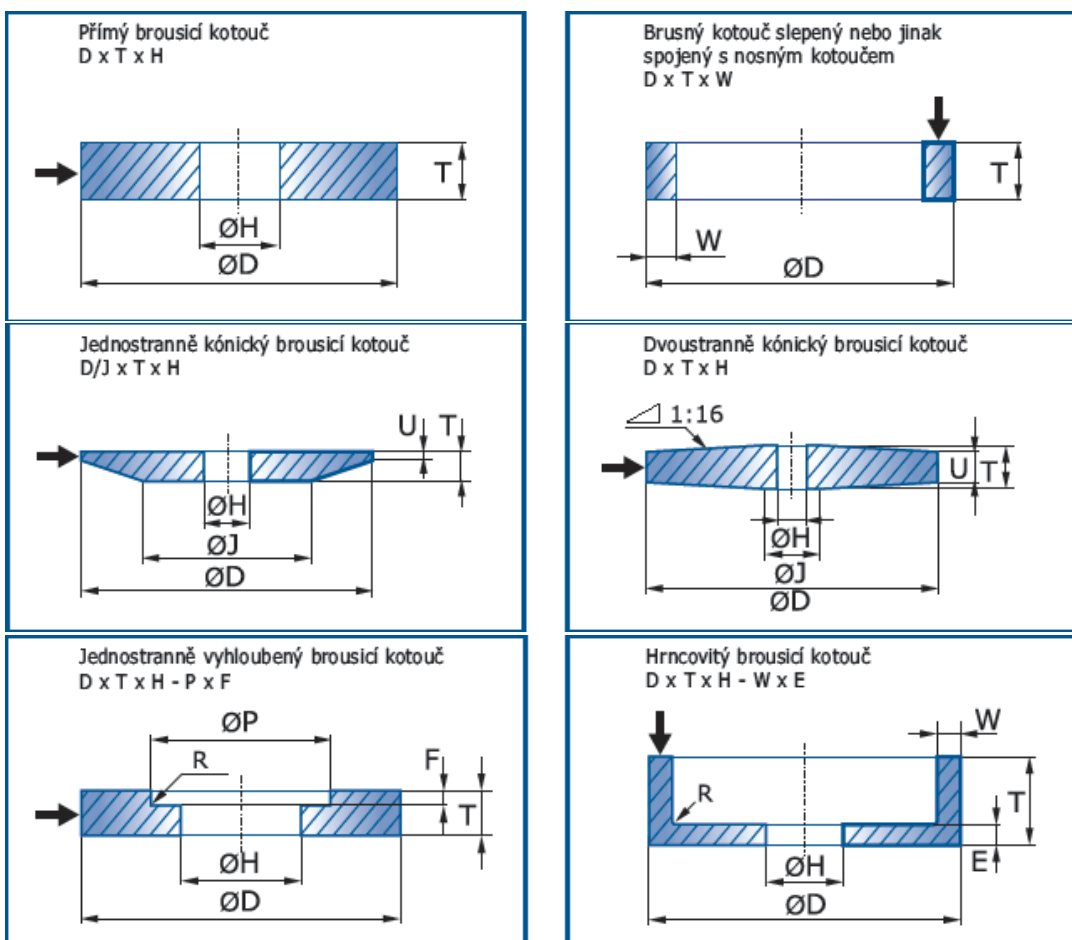 Přímý brousicí kotouč
D x T x H
T
ØH
ØD
Brusný kotouč slepený nebo jinak
spojený s nosným kotoučem
D x T x W
T
W
ØD
Jednostranně kónický brousicí kotouč
D/J x T x H
U T
ØH
ØJ
ØD
Dvoustranně kónický brousicí kotouč
D x T x H
1:16
U T
ØH
ØJ
ØD
Jednostranně vyhloubený brousicí kotouč
D x T x H - P x F
ØP
R
F
T
ØH
ØD
Hrncovitý brousicí kotouč
D x T x H - W x E
W
R
T
E
ØH
ØD